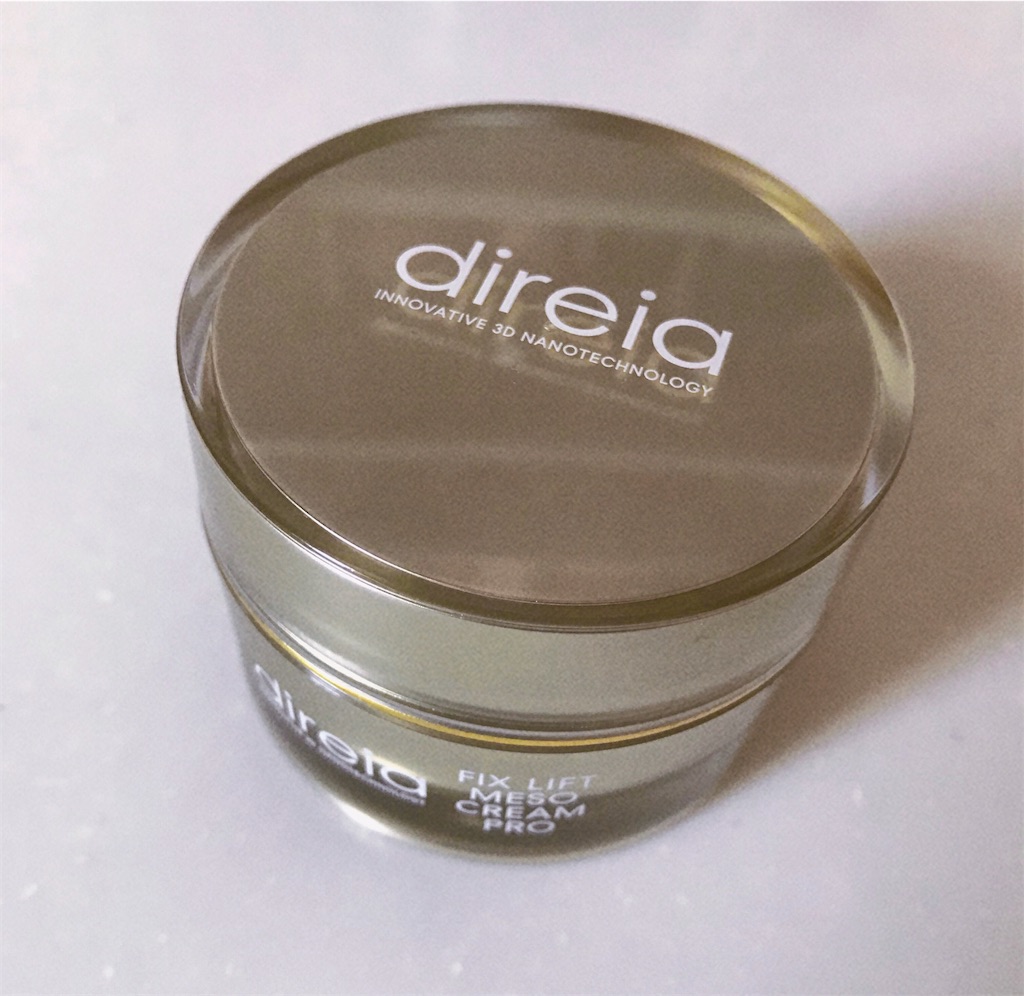 direia
INNOVATIVE 3D NANOTECHNOLOGY
direia
FIX LIFT
MESO
CREAM
PRO